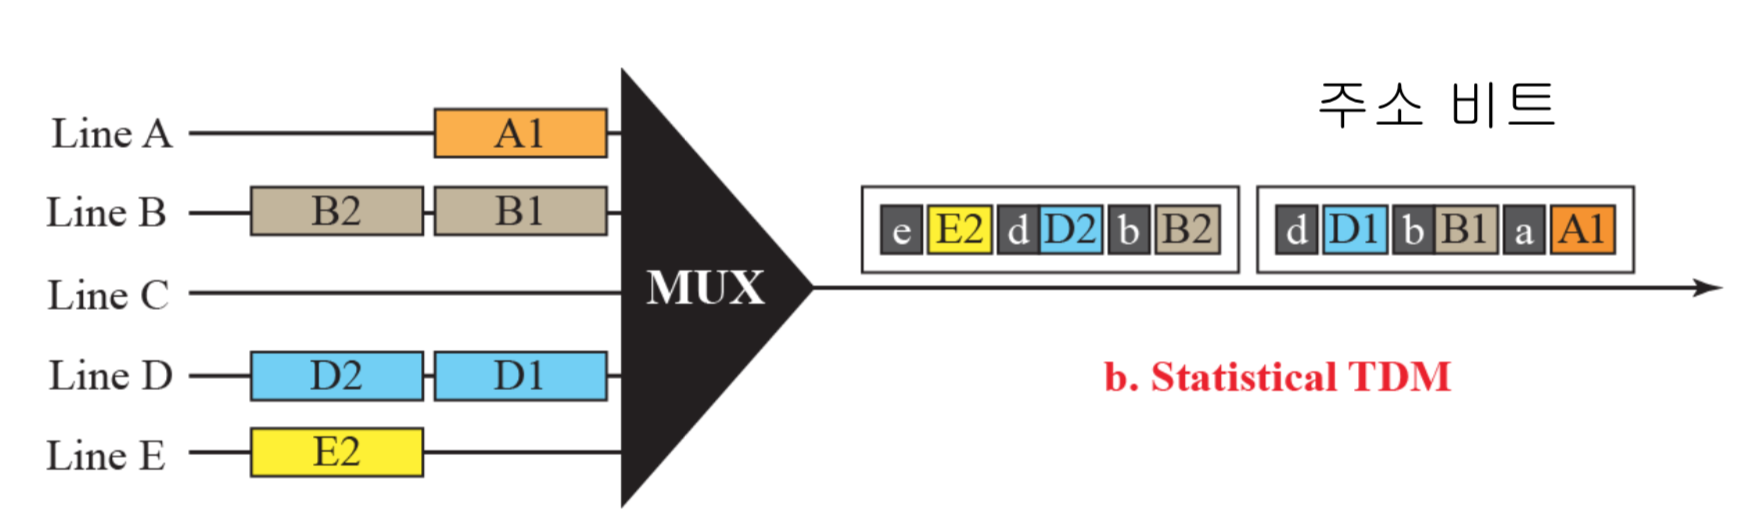 주소 비트
Line A A1
Line B B2 B1
e E2 d D2 b B2 d D1 b B1 a A1
Line C
MUX
Line D D2 D1
b. Statistical TDM
Line E E2